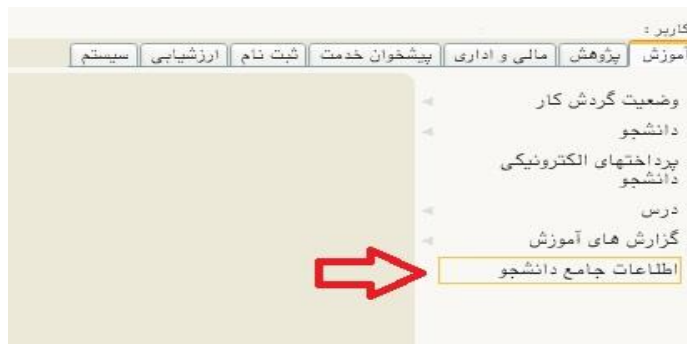 کاربر :
آموزش پژوهش مالی و اداری پیشخوان خدمت ثبت نام ارزشیابی سیستم
وضعیت گردش کار
دانشجو
پرداختهای الکترونیکی
دانشجو
درس
گزارش های آموزش
اطلاعات جامع دانشجو